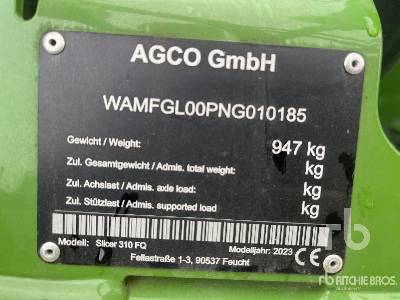 AGCO GmbH
WAMFGL00PNG010185
Gewicht / Weight: 947 kg
Zul. Gesamtgewicht / Admis. total weight: kg
Zul. Achslast / Admis. axle load: kg
Zul. Stützlast / Admis. supported load kg
Modell: Slicer 310 FQ Modelljahr: 2023 CE
Fellastraße 1-3, 90537 Feucht
rb
RITCHIE BROS.